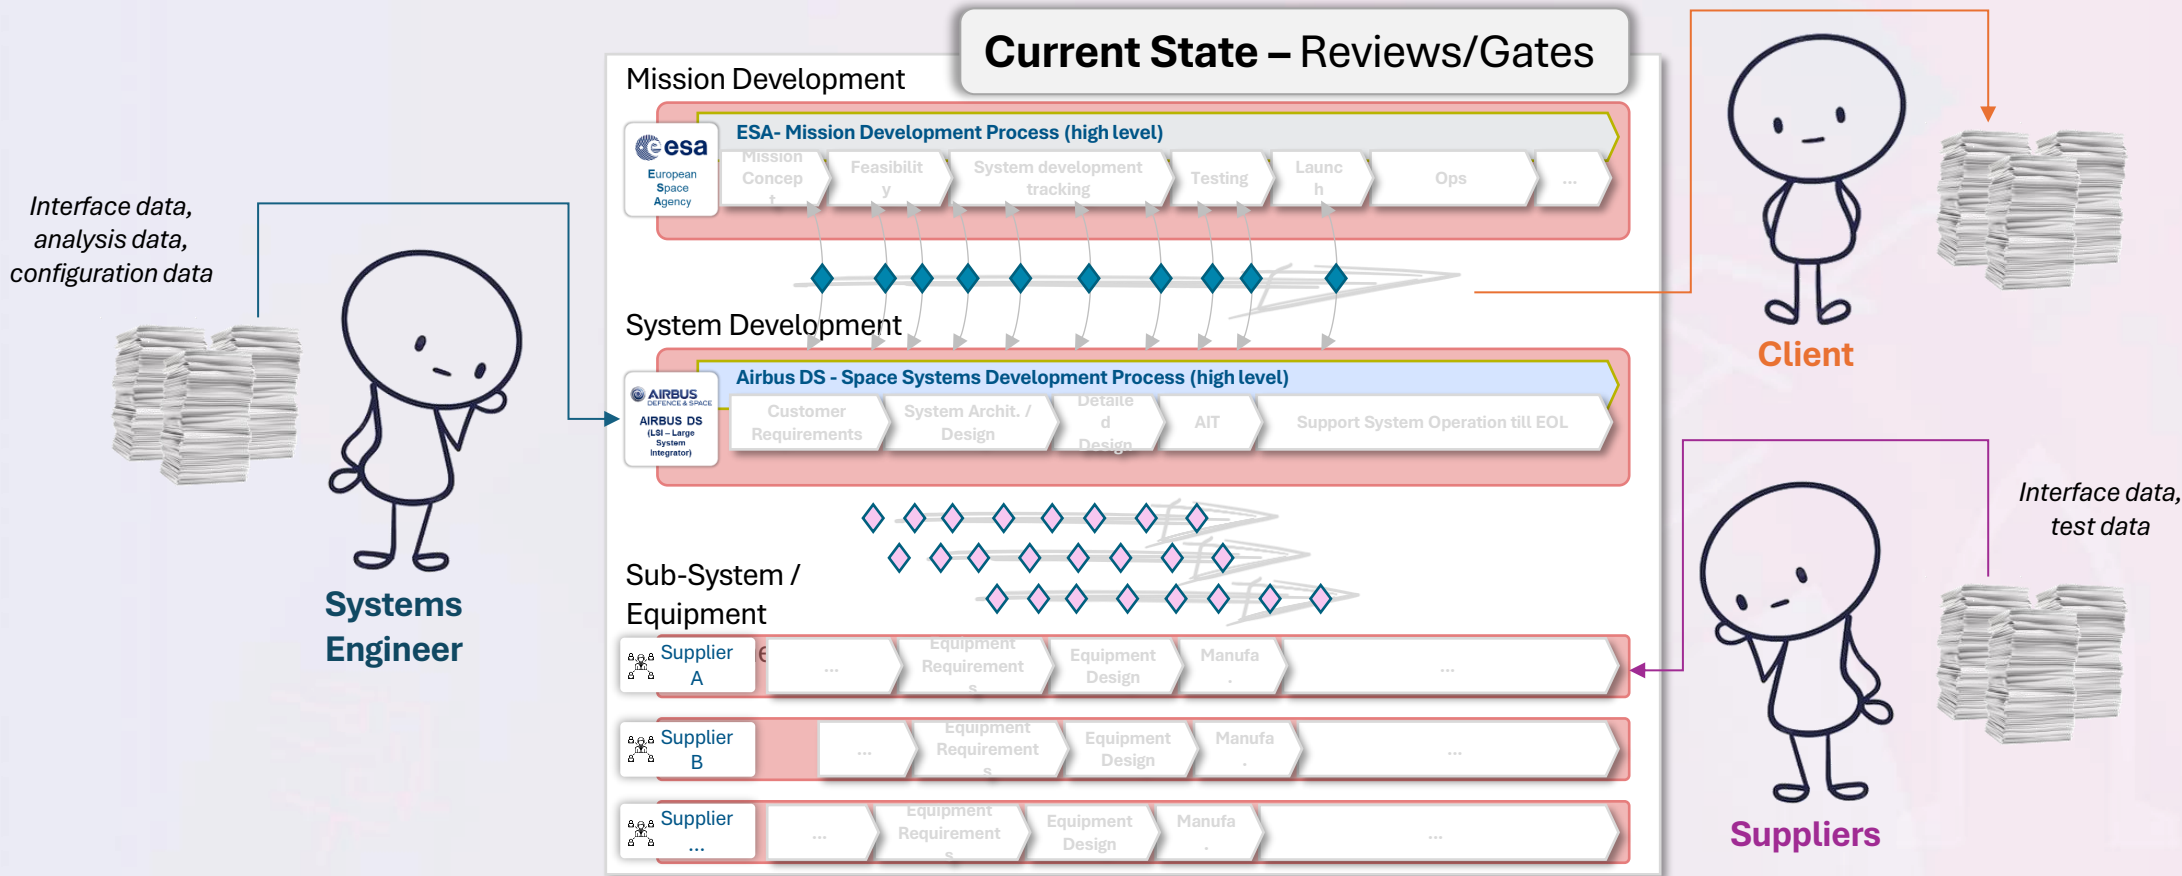 Current State – Reviews/Gates
Mission Development
ESA- Mission Development Process (high level)
esa
European
Space
Agency
Mission
Concep
t
Feasibilit
y
System development
tracking
Testing
Launc
h
Ops
...
Interface data,
analysis data,
configuration data
Systems
Engineer
Client
System Development
Airbus DS - Space Systems Development Process (high level)
AIRBUS
DEFENCE & SPACE
AIRBUS DS
(LSI – Large
System
Integrator)
Customer
Requirements
System Archit. /
Design
Detaile
d
Design
AIT
Support System Operation till EOL
Interface data,
test data
Suppliers
Sub-System /
Equipment
Supplier
A
...
Equipment
Requirement
s
Equipment
Design
Manufa
.
...
Supplier
B
...
Equipment
Requirement
s
Equipment
Design
Manufa
.
...
Supplier
...
...
Equipment
Requirement
s
Equipment
Design
Manufa
.
...